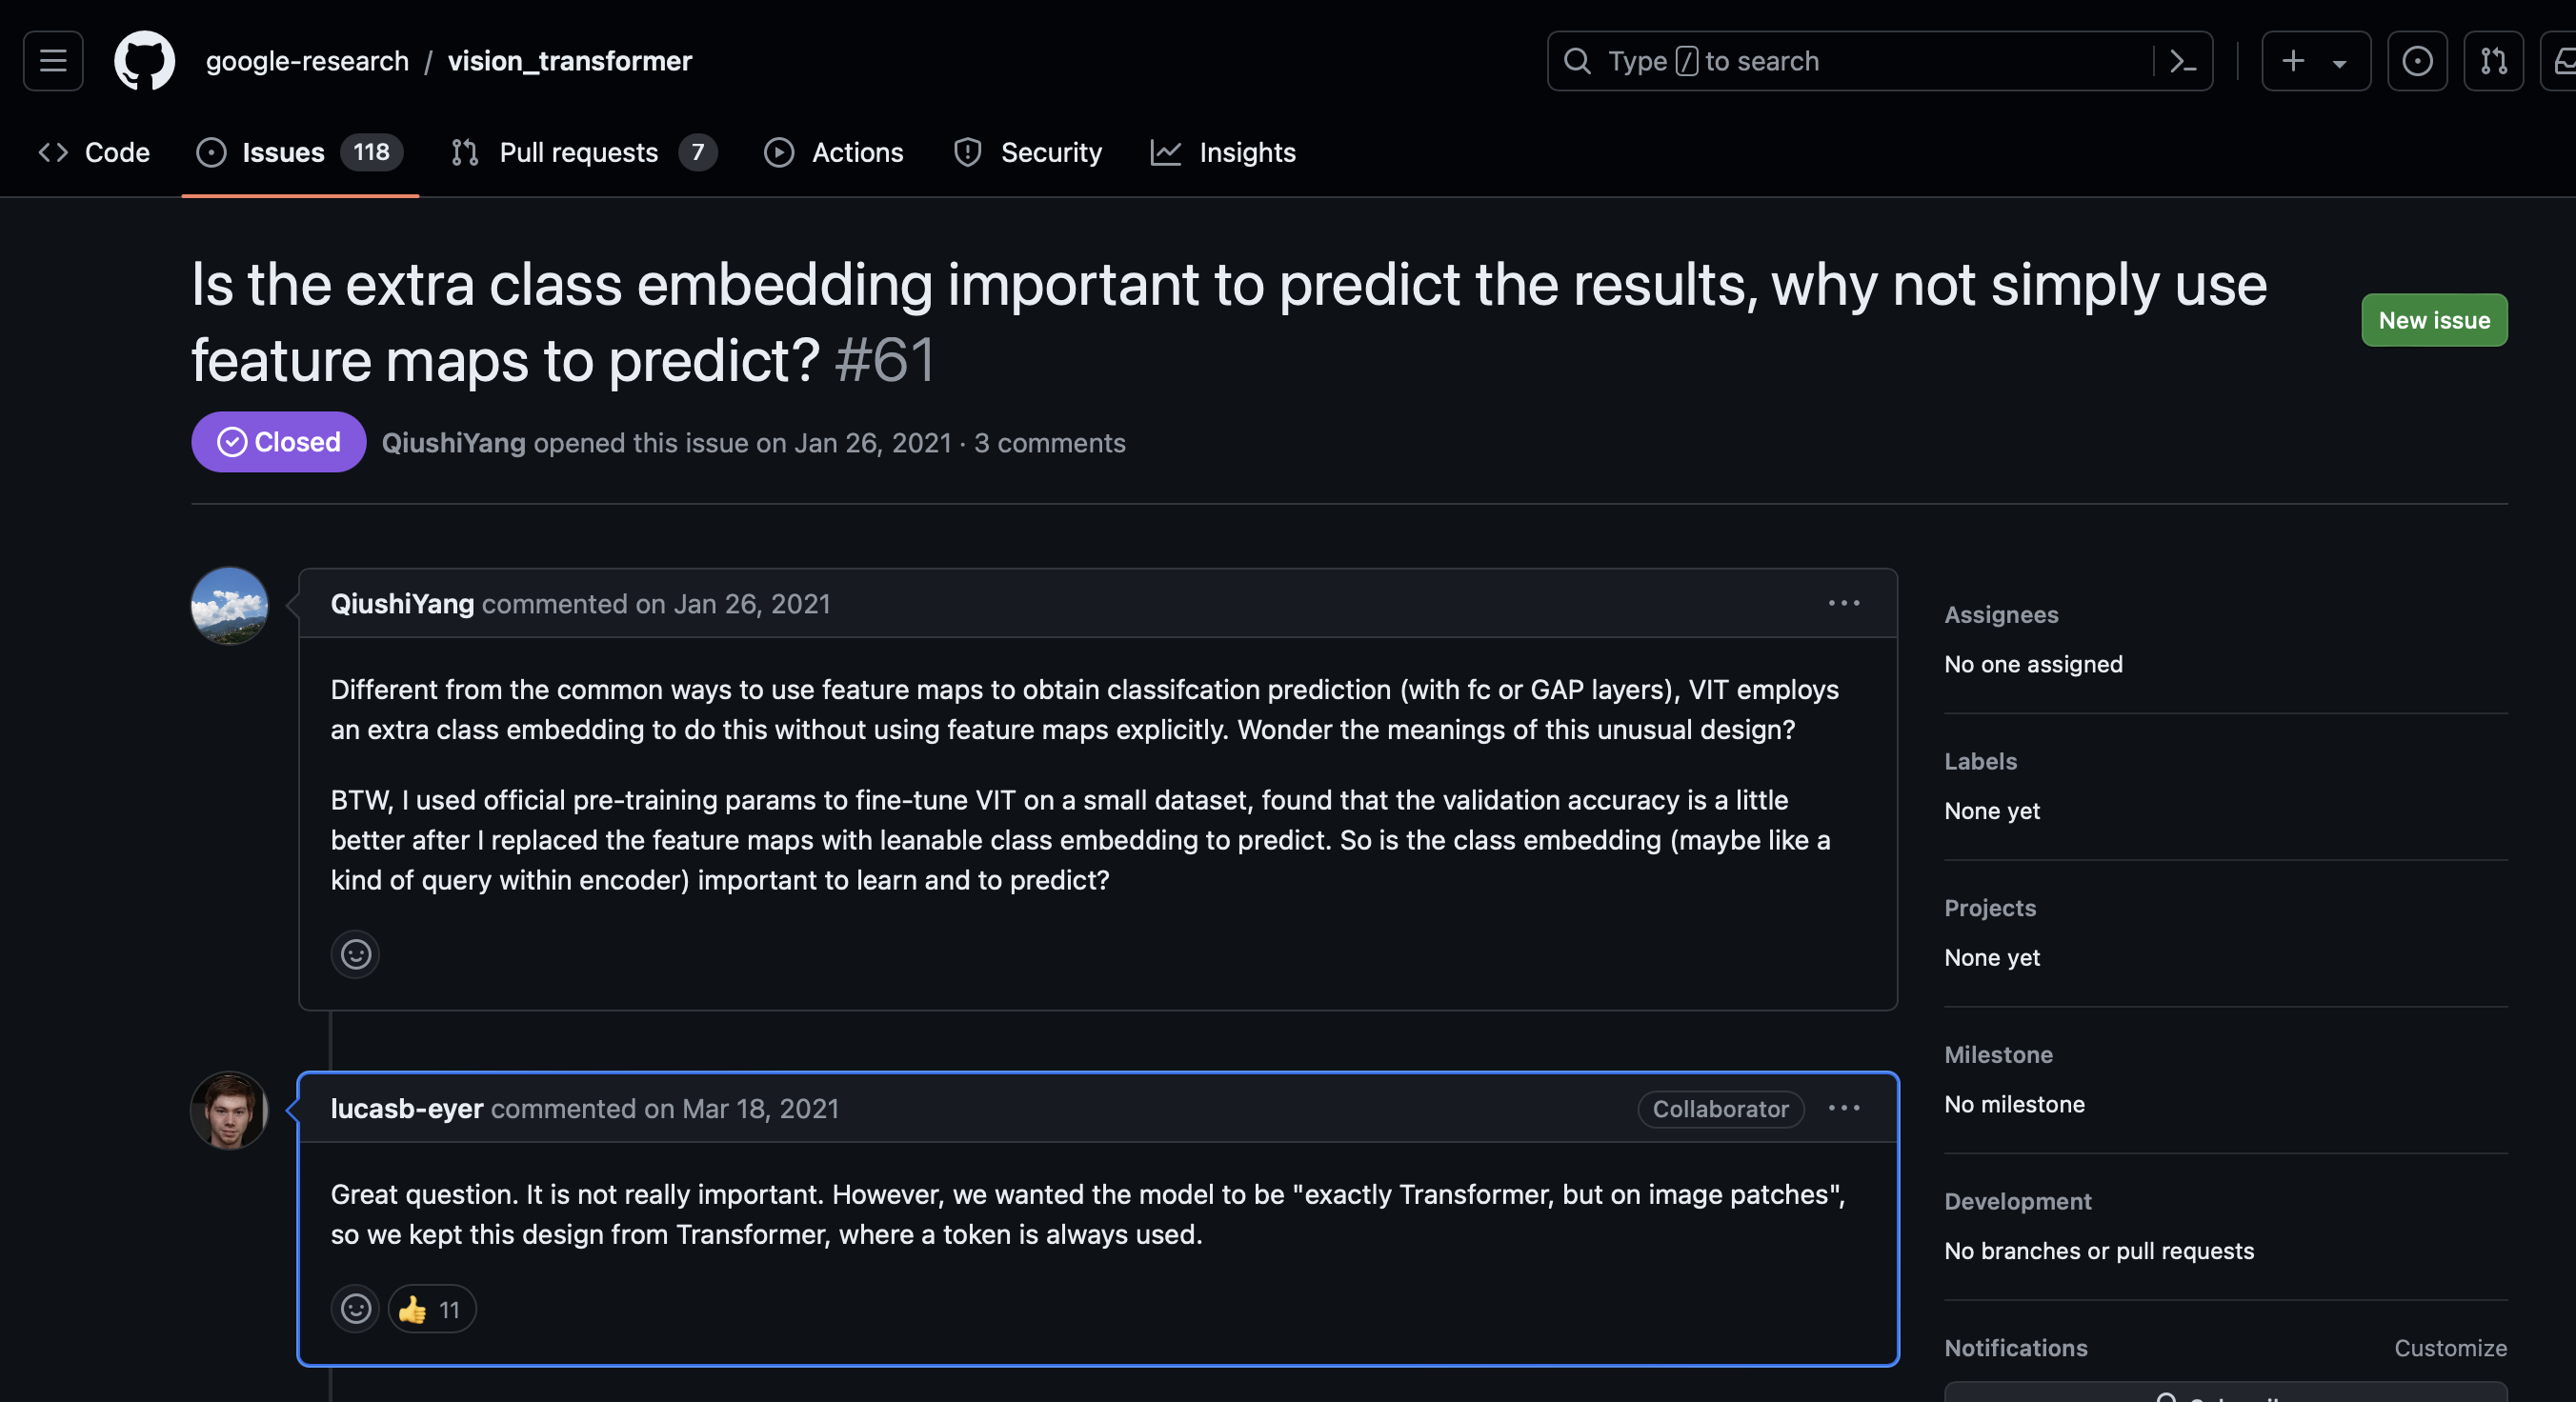 google-research / vision_transformer
Type / to search
Code
Issues 118
Pull requests 7
Actions
Security
Insights
Is the extra class embedding important to predict the results, why not simply use
feature maps to predict? #61
New issue
Closed
QiushiYang opened this issue on Jan 26, 2021 · 3 comments
QiushiYang commented on Jan 26, 2021
Different from the common ways to use feature maps to obtain classifcation prediction (with fc or GAP layers), VIT employs
an extra class embedding to do this without using feature maps explicitly. Wonder the meanings of this unusual design?
BTW, I used official pre-training params to fine-tune VIT on a small dataset, found that the validation accuracy is a little
better after I replaced the feature maps with leanable class embedding to predict. So is the class embedding (maybe like a
kind of query within encoder) important to learn and to predict?
lucasb-eyer commented on Mar 18, 2021
Collaborator
Great question. It is not really important. However, we wanted the model to be "exactly Transformer, but on image patches",
so we kept this design from Transformer, where a token is always used.
👍 11
Assignees
No one assigned
Labels
None yet
Projects
None yet
Milestone
No milestone
Development
No branches or pull requests
Notifications
Customize